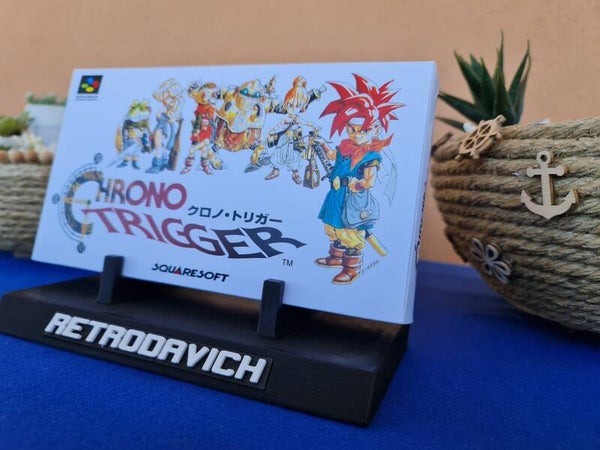 CHRONO
TRIGGER
クロノ・トリガー
TM
SQUARESOFT
RETRODAVICH